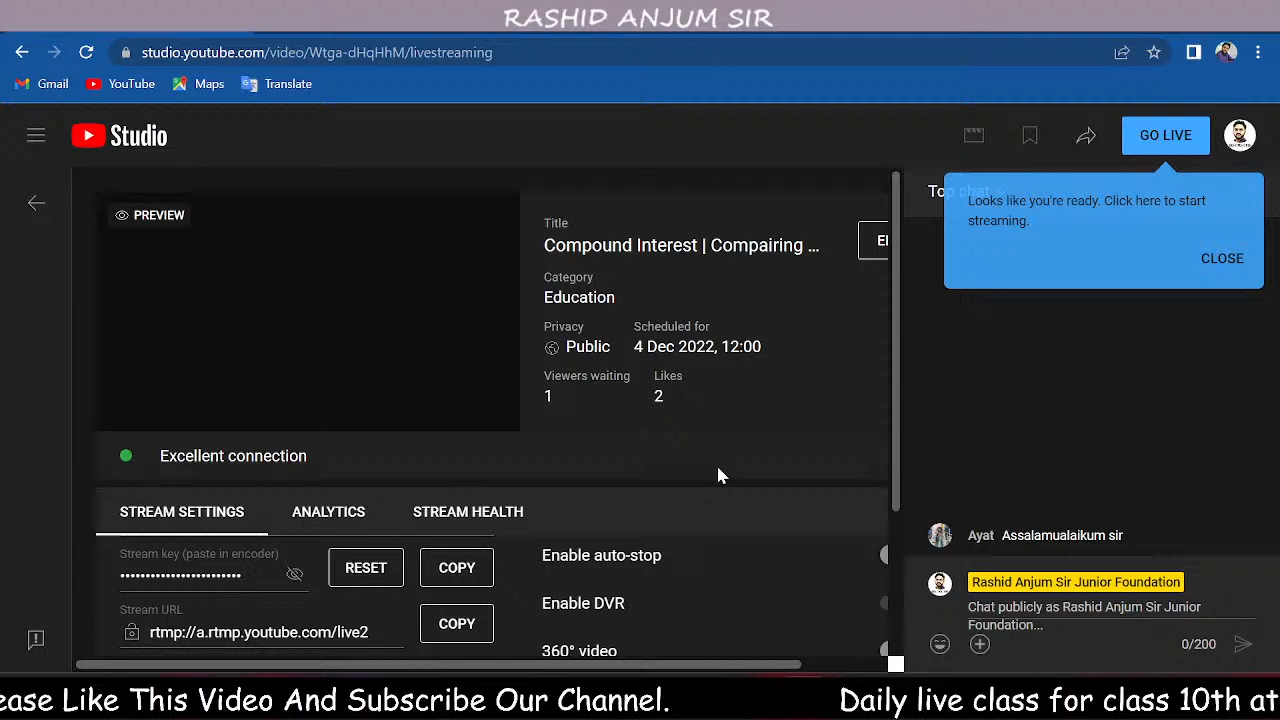 RASHID ANJUM SIR
studio.youtube.com/video/Wtga-dHqHhM/livestreaming
Gmail
YouTube
Maps
Translate
Studio
GO LIVE
PREVIEW
Title
Compound Interest | Compairing ...
Category
Education
Privacy
Scheduled for
Public
4 Dec 2022, 12:00
Viewers waiting
Likes
1
2
Top chat
Looks like you're ready. Click here to start
streaming.
CLOSE
Excellent connection
STREAM SETTINGS
ANALYTICS
STREAM HEALTH
Stream key (paste in encoder)
••••••••••••••••••••••••
RESET
COPY
Enable auto-stop
Stream URL
rtmp://a.rtmp.youtube.com/live2
COPY
Enable DVR
360° video
Ayat Assalamualaikum sir
Rashid Anjum Sir Junior Foundation
Chat publicly as Rashid Anjum Sir Junior
Foundation...
0/200
ease Like This Video And Subscribe Our Channel.
Daily live class for class 10th at